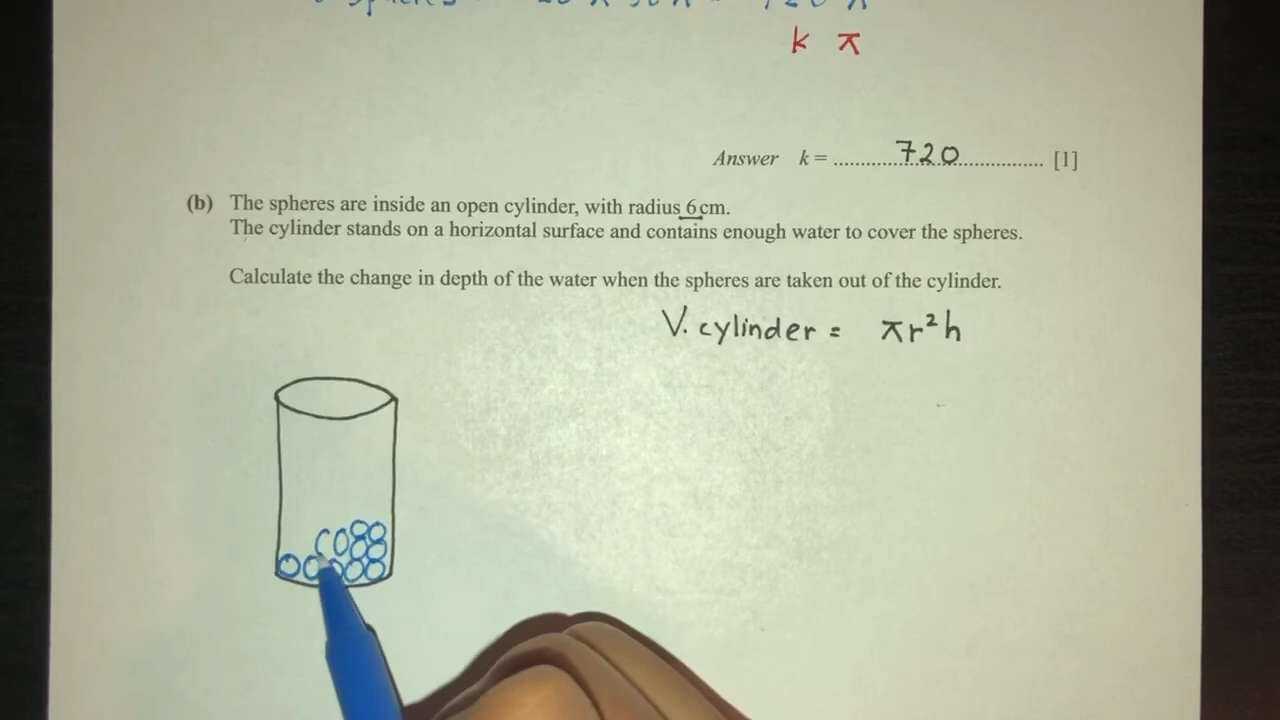 k π
Answer k = 720 [1]
(b) The spheres are inside an open cylinder, with radius 6 cm.
The cylinder stands on a horizontal surface and contains enough water to cover the spheres.
Calculate the change in depth of the water when the spheres are taken out of the cylinder.
V. cylinder = πr²h